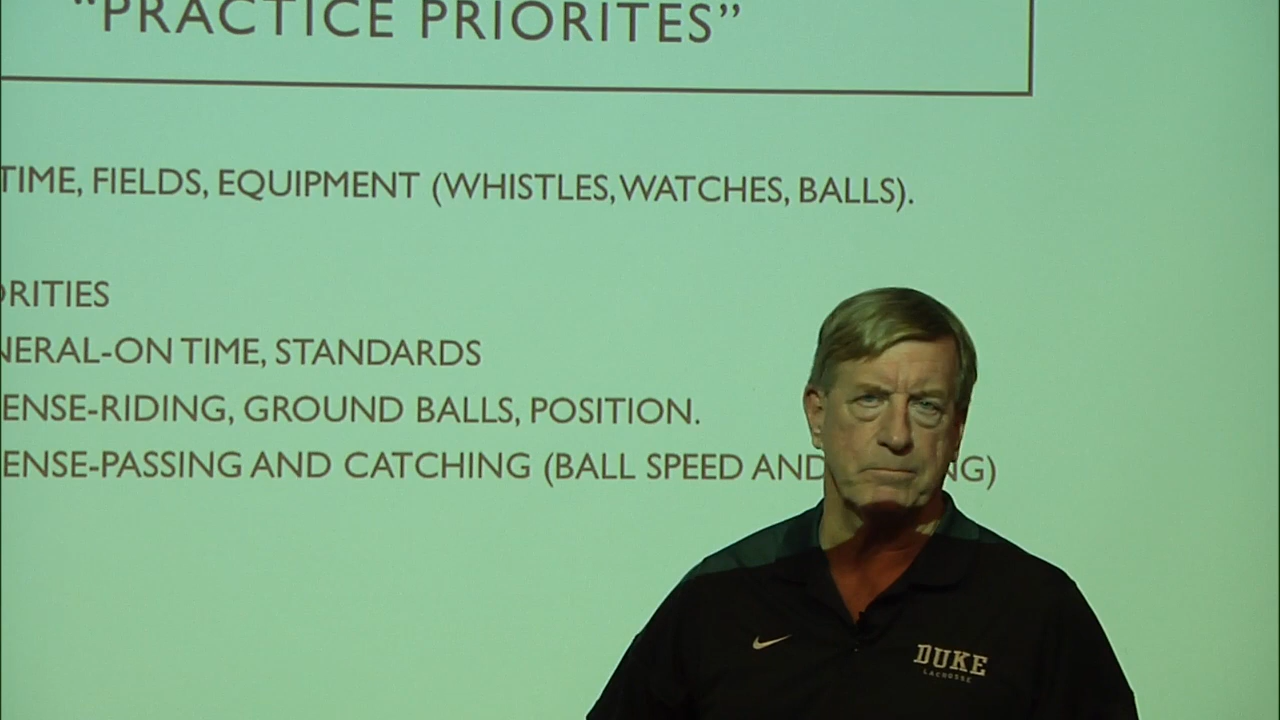 "PRACTICE PRIORITES"
TIME, FIELDS, EQUIPMENT (WHISTLES, WATCHES, BALLS).
ORITIES
NERAL-ON TIME, STANDARDS
ENSE-RIDING, GROUND BALLS, POSITION.
ENSE-PASSING AND CATCHING (BALL SPEED AND NG)
DUKE
LACROSSE